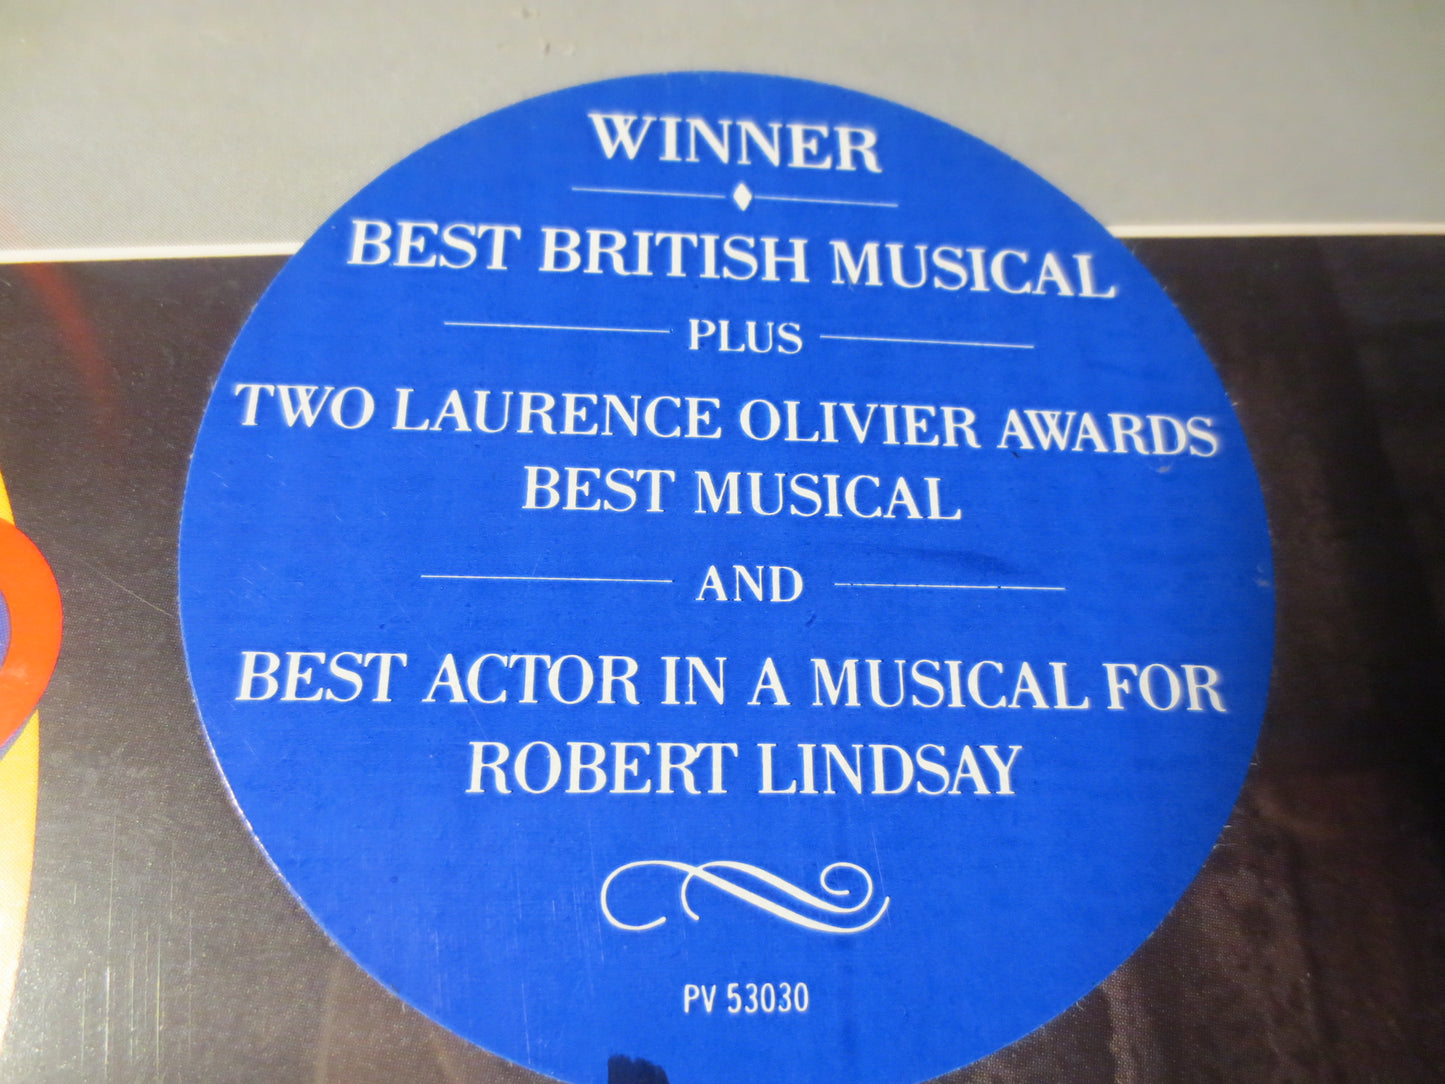 WINNER
BEST BRITISH MUSICAL
PLUS
TWO LAURENCE OLIVIER AWARDS
BEST MUSICAL
AND
BEST ACTOR IN A MUSICAL FOR
ROBERT LINDSAY
PV 53030